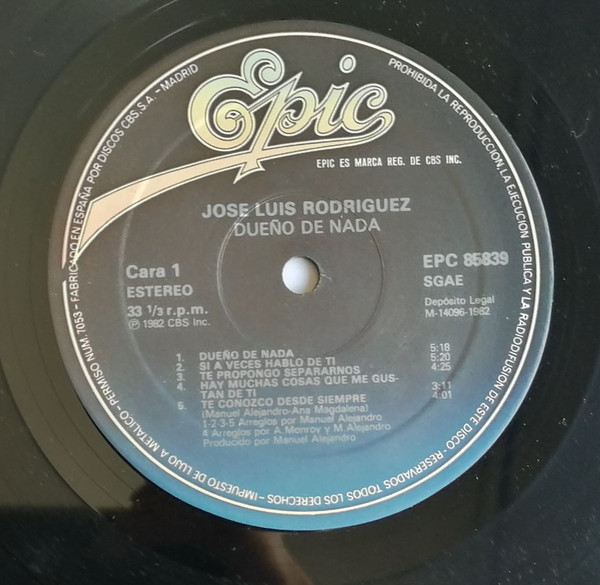 Epic
EPIC ES MARCA REG. DE CBS INC.
JOSE LUIS RODRIGUEZ
DUEÑO DE NADA
Cara 1
ESTEREO
33 1/3 r.p.m.
℗ 1982 CBS Inc.
EPC 85839
SGAE
Depósito Legal
M-14096-1982
1. DUEÑO DE NADA 5:18
2. SI A VECES HABLO DE TI 5:20
3. TE PROPONGO SEPARARNOS 4:25
4. HAY MUCHAS COSAS QUE ME GUS-
TAN DE TI 3:11
5. TE CONOZCO DESDE SIEMPRE 4:01
(Manuel Alejandro-Ana Magdalena)
1-2-3-5 Arreglos por Manuel Alejandro
4 Arreglos por A. Monroy y M. Alejandro
Producido por Manuel Alejandro
PROHIBIDA LA REPRODUCCION, LA EJECUCION PUBLICA Y LA RADIODIFUSION DE ESTE DISCO - RESERVADOS TODOS LOS DERECHOS - IMPUESTO DE LUJO A METALICO - PERMISO NUM. 7053 - FABRICADO EN ESPAÑA POR DISCOS CBS, S.A. - MADRID